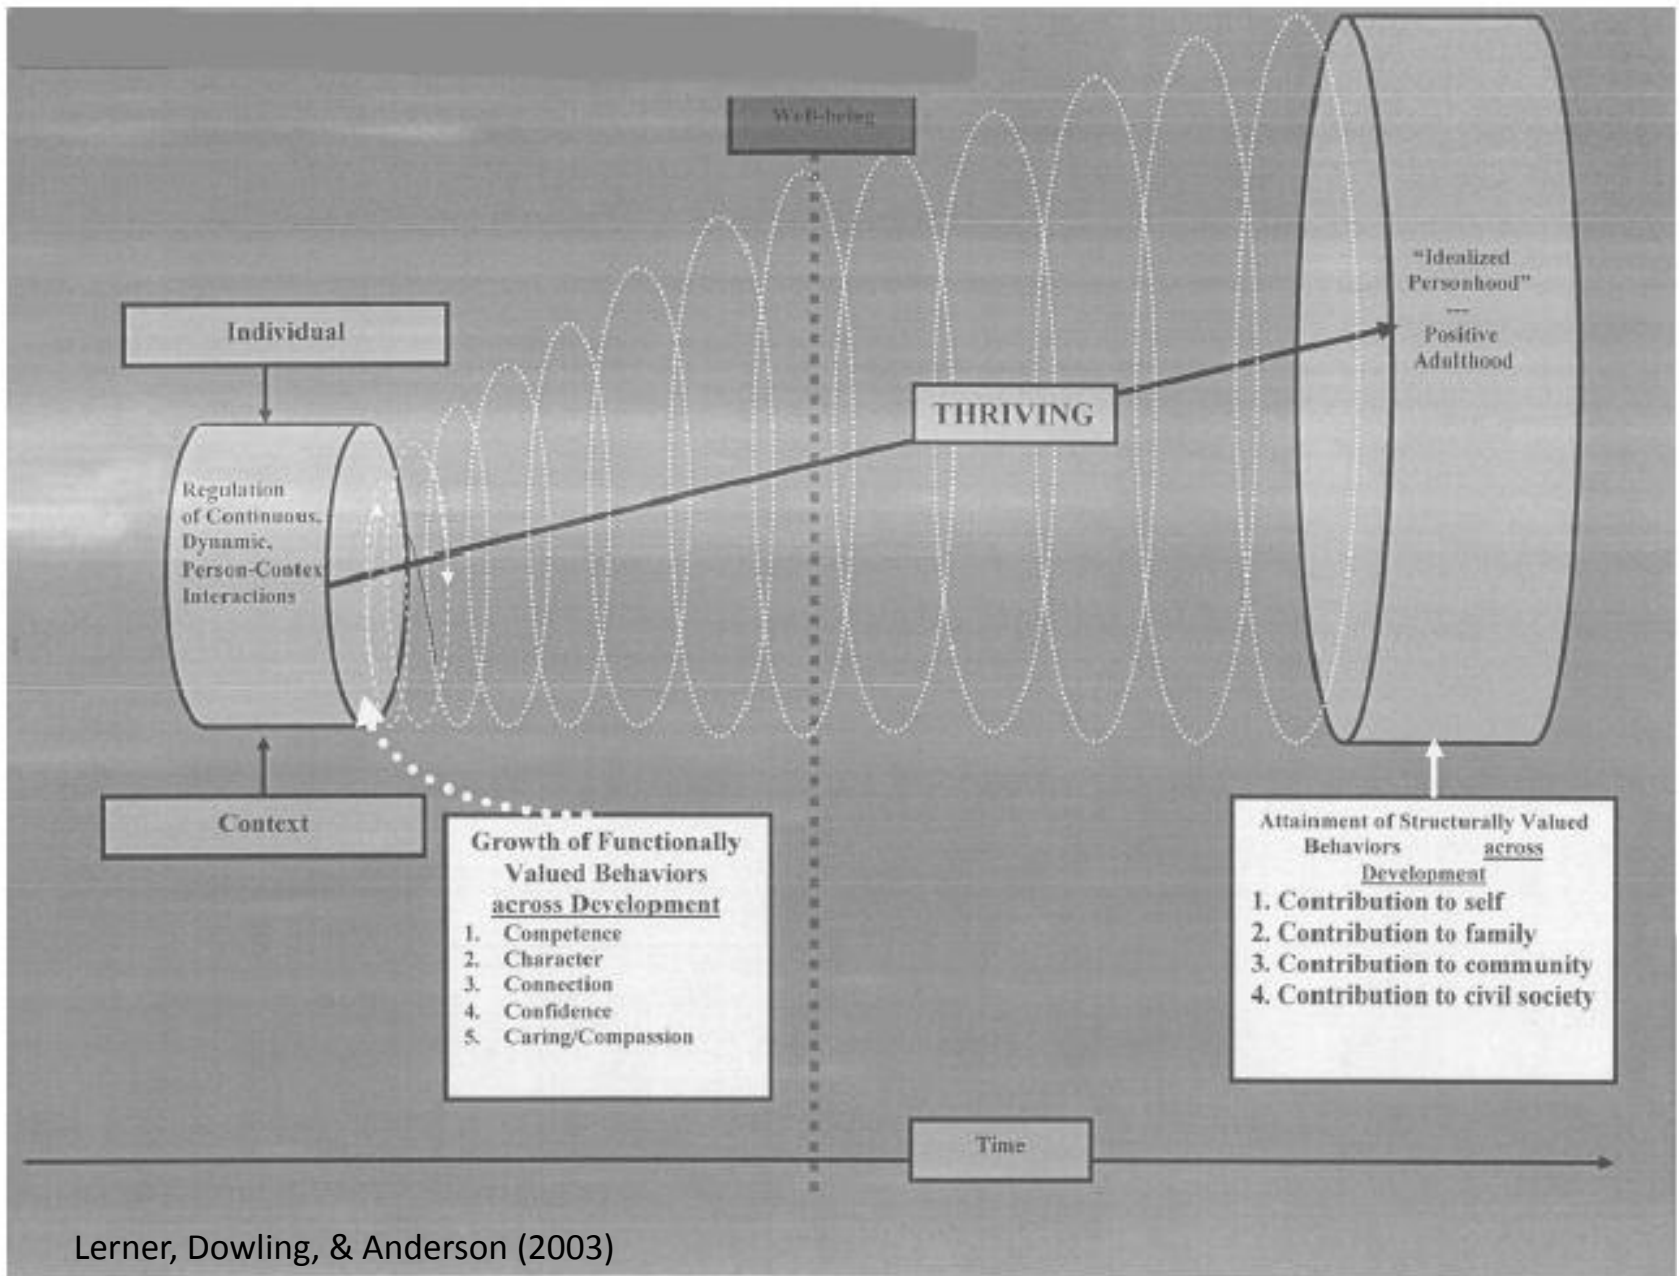 Well-being
"Idealized
Personhood"
---
Positive
Adulthood
Individual
THRIVING
Regulation
of Continuous,
Dynamic,
Person-Contex
Interactions
Context
Growth of Functionally
Valued Behaviors
across Development
1. Competence
2. Character
3. Connection
4. Confidence
5. Caring/Compassion
Attainment of Structurally Valued
Behaviors across
Development
1. Contribution to self
2. Contribution to family
3. Contribution to community
4. Contribution to civil society
Time
Lerner, Dowling, & Anderson (2003)